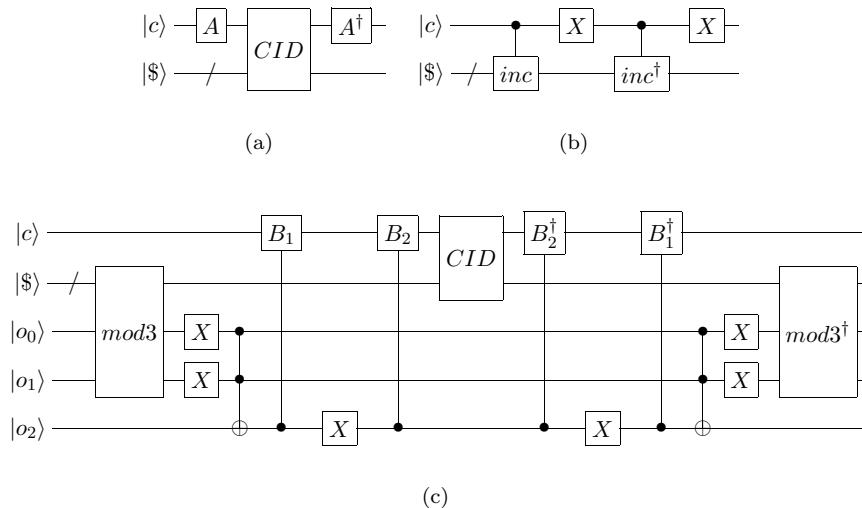 |c⟩ A CID A†
|$⟩ /
(a)
|c⟩ X X
|$⟩ / inc inc†
(b)
|c⟩ B₁ B₂ CID B₂† B₁†
|$⟩ /
mod3 mod3†
|o₀⟩ X X
|o₁⟩ X X
|o₂⟩ X X
(c)